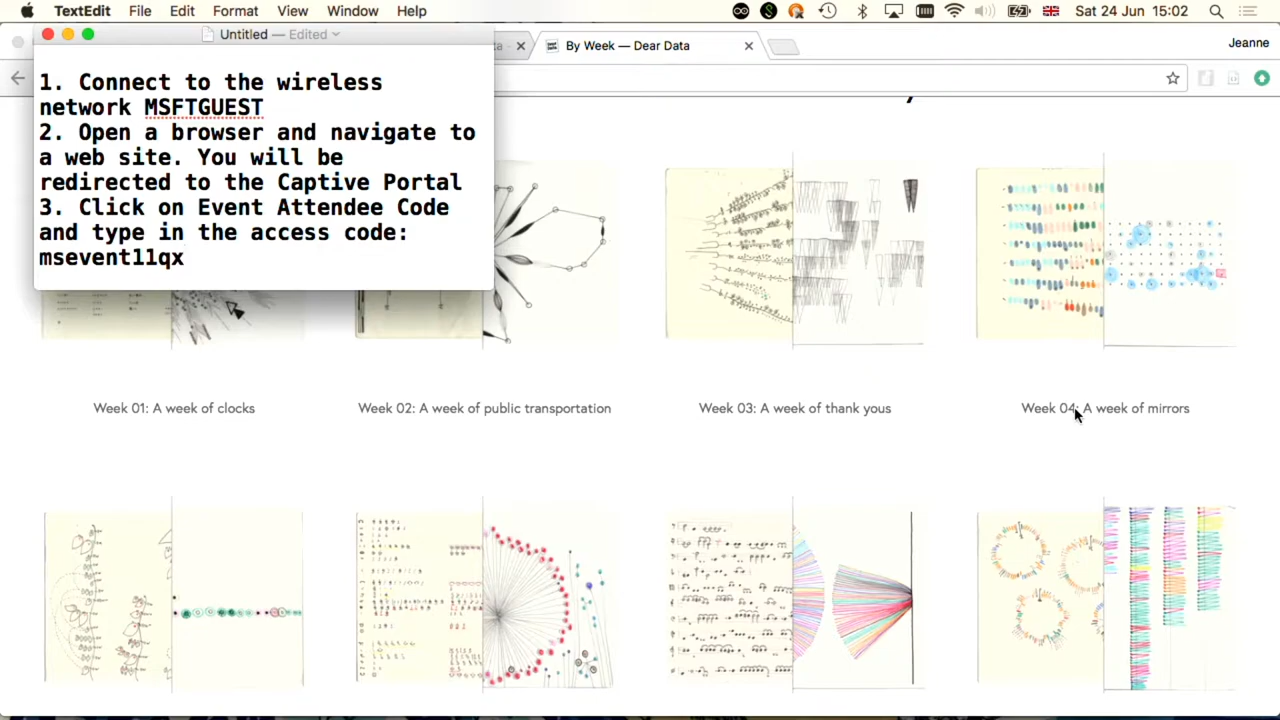 TextEdit File Edit Format View Window Help Sat 24 Jun 15:02
Untitled — Edited
By Week — Dear Data
Jeanne
1. Connect to the wireless
network MSFTGUEST
2. Open a browser and navigate to
a web site. You will be
redirected to the Captive Portal
3. Click on Event Attendee Code
and type in the access code:
msevent11qx
Week 01: A week of clocks
Week 02: A week of public transportation
Week 03: A week of thank yous
Week 04: A week of mirrors